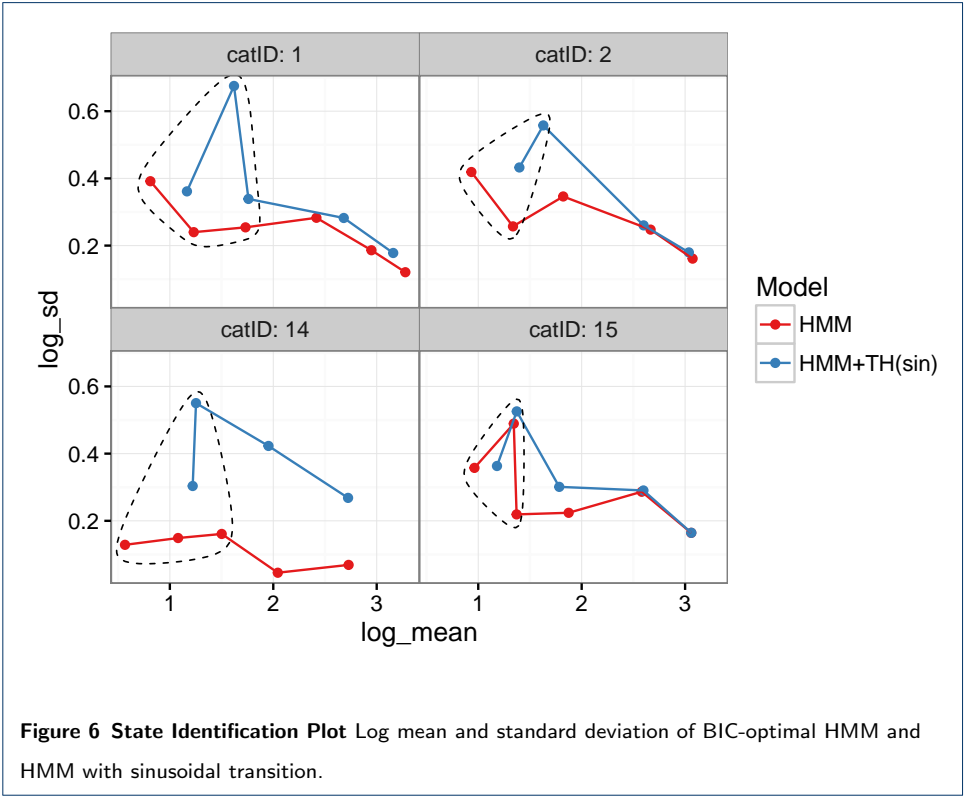 catID: 1
catID: 2
0.6
0.4
0.2
catID: 14
catID: 15
0.6
0.4
0.2
log_sd
1 2 3
1 2 3
log_mean
Model
HMM
HMM+TH(sin)
Figure 6 State Identification Plot Log mean and standard deviation of BIC-optimal HMM and
HMM with sinusoidal transition.